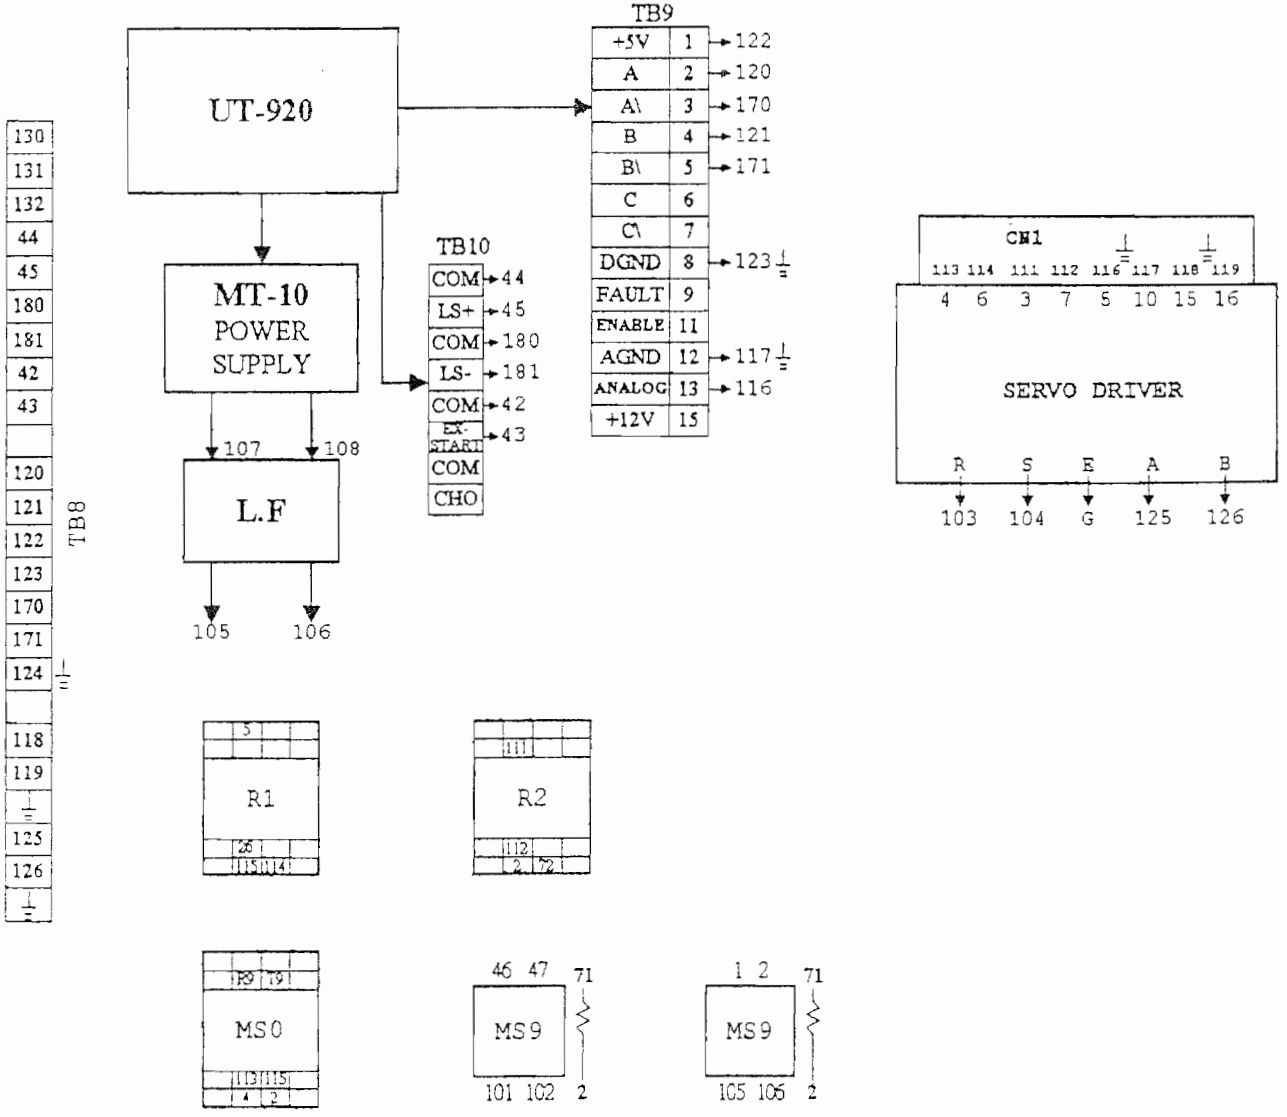 TB9
+5V 1 122
A 2 120
A\ 3 170
B 4 121
B\ 5 171
C 6
C\ 7
DGND 8 123
FAULT 9
ENABLE 11
AGND 12 117
ANALOG 13 116
+12V 15
UT-920
130
131
132
44
45
180
181
42
43
120
121
122
123
170
171
124
118
119
125
126
TB8
MT-10
POWER
SUPPLY
107 108
L.F
105 106
TB10
COM 44
LS+ 45
COM 180
LS- 181
COM 42
EX-
START 43
COM
CHO
CN1
113 114 111 112 116 117 118 119
4 6 3 7 5 10 15 16
SERVO DRIVER
R S E A B
103 104 G 125 126
5
R1
26
115 114
111
R2
112
2 72
R9 79
MS0
113 115
4 2
46 47 71
MS9
101 102 2
1 2 71
MS9
105 106 2